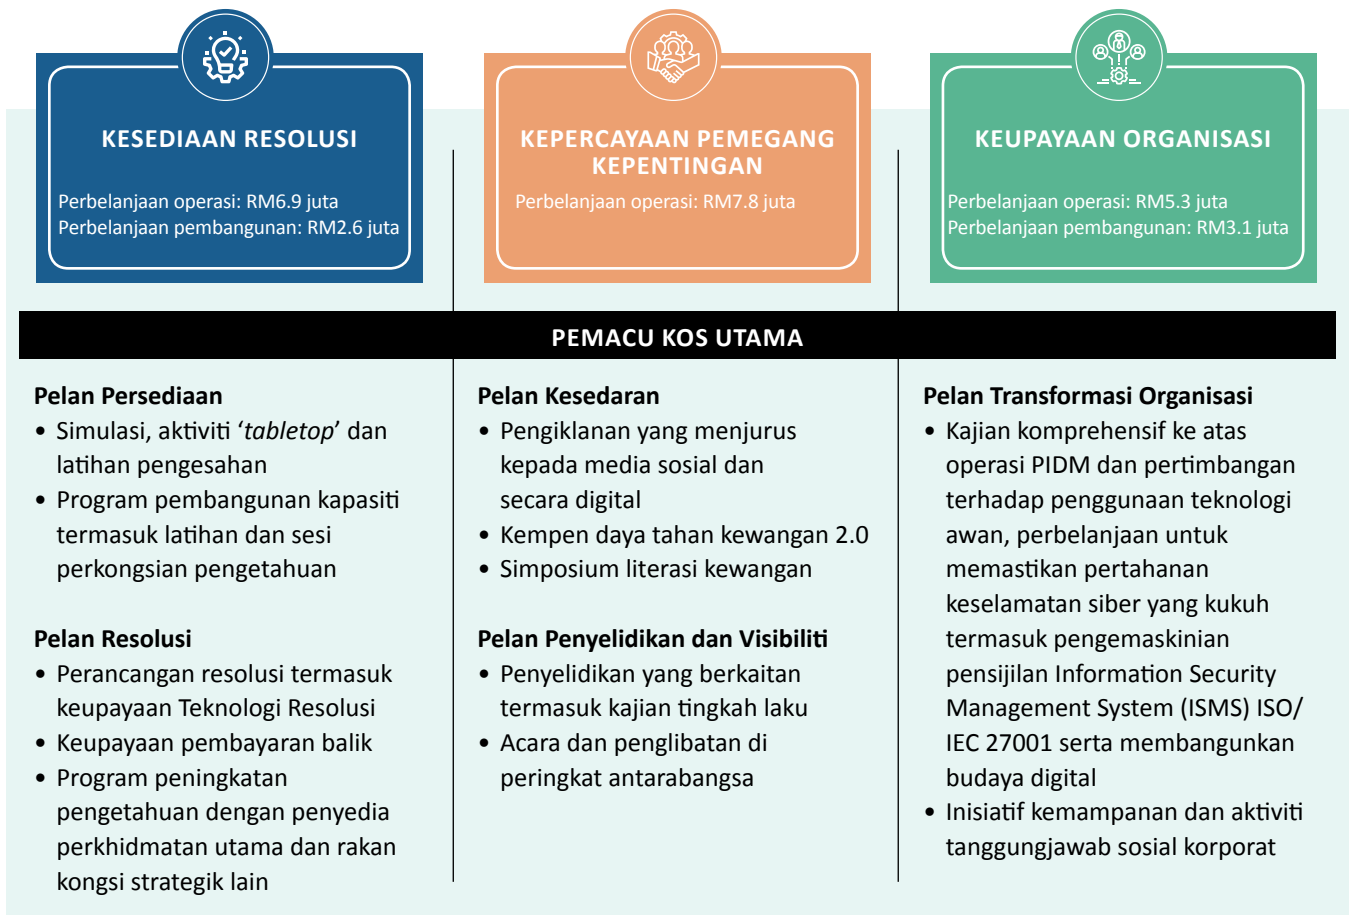 KESEDIAAN RESOLUSI
Perbelanjaan operasi: RM6.9 juta
Perbelanjaan pembangunan: RM2.6 juta
KEPERCAYAAN PEMEGANG
KEPENTINGAN
Perbelanjaan operasi: RM7.8 juta
KEUPAYAAN ORGANISASI
Perbelanjaan operasi: RM5.3 juta
Perbelanjaan pembangunan: RM3.1 juta
PEMACU KOS UTAMA
Pelan Persediaan
• Simulasi, aktiviti ‘tabletop’ dan
latihan pengesahan
• Program pembangunan kapasiti
termasuk latihan dan sesi
perkongsian pengetahuan
Pelan Resolusi
• Perancangan resolusi termasuk
keupayaan Teknologi Resolusi
• Keupayaan pembayaran balik
• Program peningkatan
pengetahuan dengan penyedia
perkhidmatan utama dan rakan
kongsi strategik lain
Pelan Kesedaran
• Pengiklanan yang menjurus
kepada media sosial dan
secara digital
• Kempen daya tahan kewangan 2.0
• Simposium literasi kewangan
Pelan Penyelidikan dan Visibiliti
• Penyelidikan yang berkaitan
termasuk kajian tingkah laku
• Acara dan penglibatan di
peringkat antarabangsa
Pelan Transformasi Organisasi
• Kajian komprehensif ke atas
operasi PIDM dan pertimbangan
terhadap penggunaan teknologi
awan, perbelanjaan untuk
memastikan pertahanan
keselamatan siber yang kukuh
termasuk pengemaskinian
pensijilan Information Security
Management System (ISMS) ISO/
IEC 27001 serta membangunkan
budaya digital
• Inisiatif kemampanan dan aktiviti
tanggungjawab sosial korporat